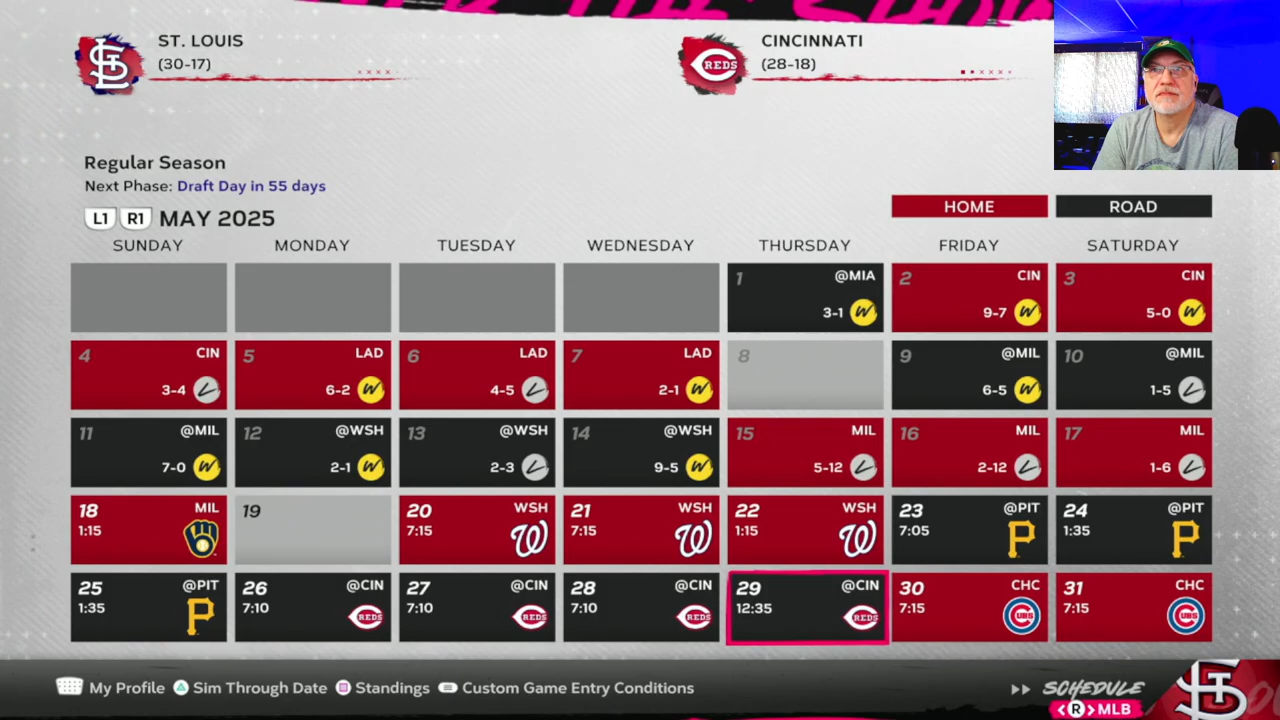 ST. LOUIS
(30-17)
CINCINNATI
(28-18)
REDS
Regular Season
Next Phase: Draft Day in 55 days
L1 R1 MAY 2025
HOME ROAD
SUNDAY MONDAY TUESDAY WEDNESDAY THURSDAY FRIDAY SATURDAY
1 @MIA 2 CIN 3 CIN
3-1 W 9-7 W 5-0 W
4 CIN 5 LAD 6 LAD 7 LAD 8 9 @MIL 10 @MIL
3-4 L 6-2 W 4-5 L 2-1 W 6-5 W 1-5 L
11 @MIL 12 @WSH 13 @WSH 14 @WSH 15 MIL 16 MIL 17 MIL
7-0 W 2-1 W 2-3 L 9-5 W 5-12 L 2-12 L 1-6 L
18 MIL 19 20 WSH 21 WSH 22 WSH 23 @PIT 24 @PIT
1:15 7:15 W 7:15 W 1:15 W 7:05 P 1:35 P
25 @PIT 26 @CIN 27 @CIN 28 @CIN 29 @CIN 30 CHC 31 CHC
1:35 P 7:10 REDS 7:10 REDS 7:10 REDS 12:35 REDS 7:15 CUBS 7:15 CUBS
My Profile Sim Through Date Standings Custom Game Entry Conditions
SCHEDULE
R MLB